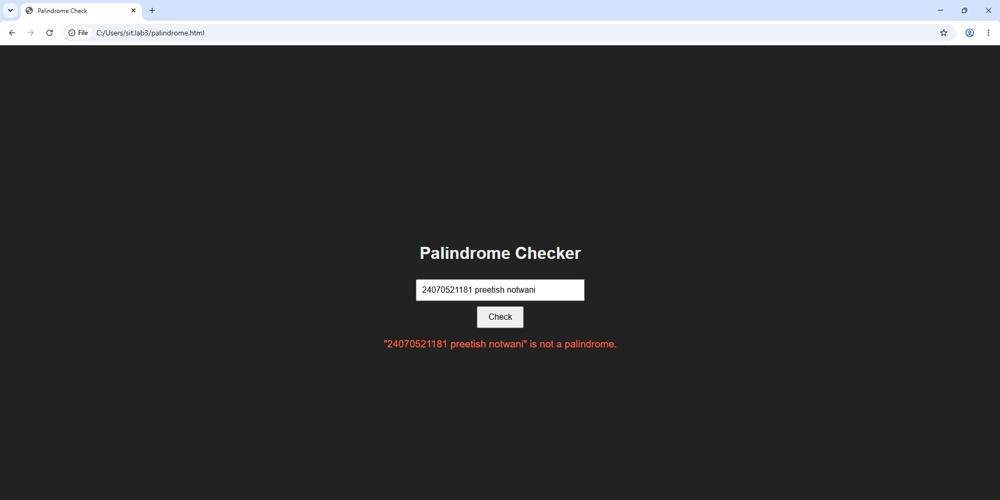 Palindrome Check
File
C:/Users/sit.lab3/palindrome.html
Palindrome Checker
24070521181 preetish notwani
Check
"24070521181 preetish notwani" is not a palindrome.